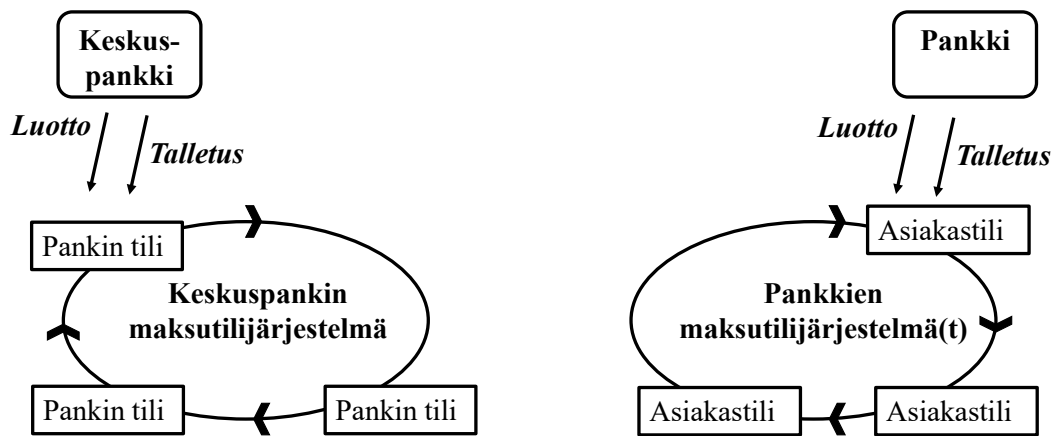 Keskus-
pankki
Luotto
Talletus
Pankin tili
Keskuspankin
maksutilijärjestelmä
Pankin tili
Pankin tili
Pankki
Luotto
Talletus
Asiakastili
Pankkien
maksutilijärjestelmä(t)
Asiakastili
Asiakastili